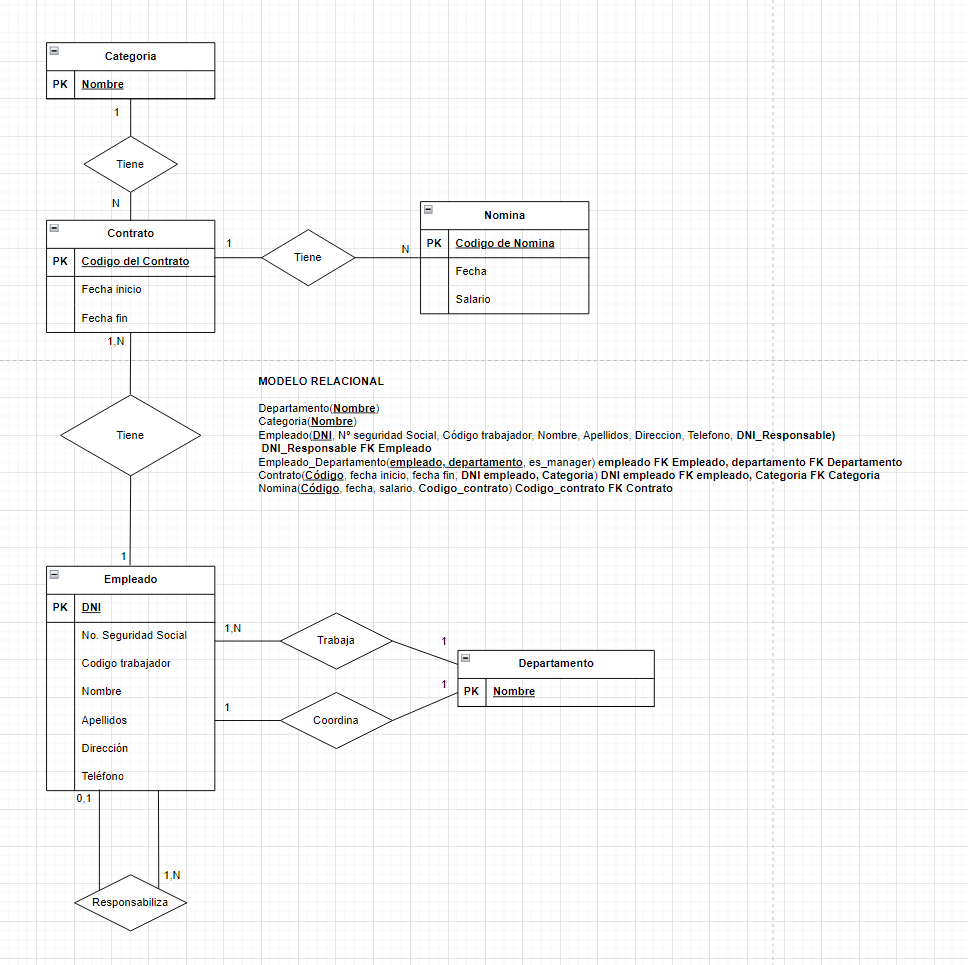 Categoria
PK Nombre
1
Tiene
N
Contrato
PK Codigo del Contrato
Fecha inicio
Fecha fin
1
Tiene
N
Nomina
PK Codigo de Nomina
Fecha
Salario
1,N
Tiene
1
MODELO RELACIONAL
Departamento(Nombre)
Categoria(Nombre)
Empleado(DNI, Nº seguridad Social, Código trabajador, Nombre, Apellidos, Direccion, Telefono, DNI_Responsable)
DNI_Responsable FK Empleado
Empleado_Departamento(empleado, departamento, es_manager) empleado FK Empleado, departamento FK Departamento
Contrato(Código, fecha inicio, fecha fin, DNI empleado, Categoria) DNI empleado FK empleado, Categoria FK Categoria
Nomina(Código, fecha, salario, Codigo_contrato) Codigo_contrato FK Contrato
Empleado
PK DNI
No. Seguridad Social
Codigo trabajador
Nombre
Apellidos
Dirección
Teléfono
1,N
Trabaja
1
1
Coordina
1
Departamento
PK Nombre
0,1
1,N
Responsabiliza